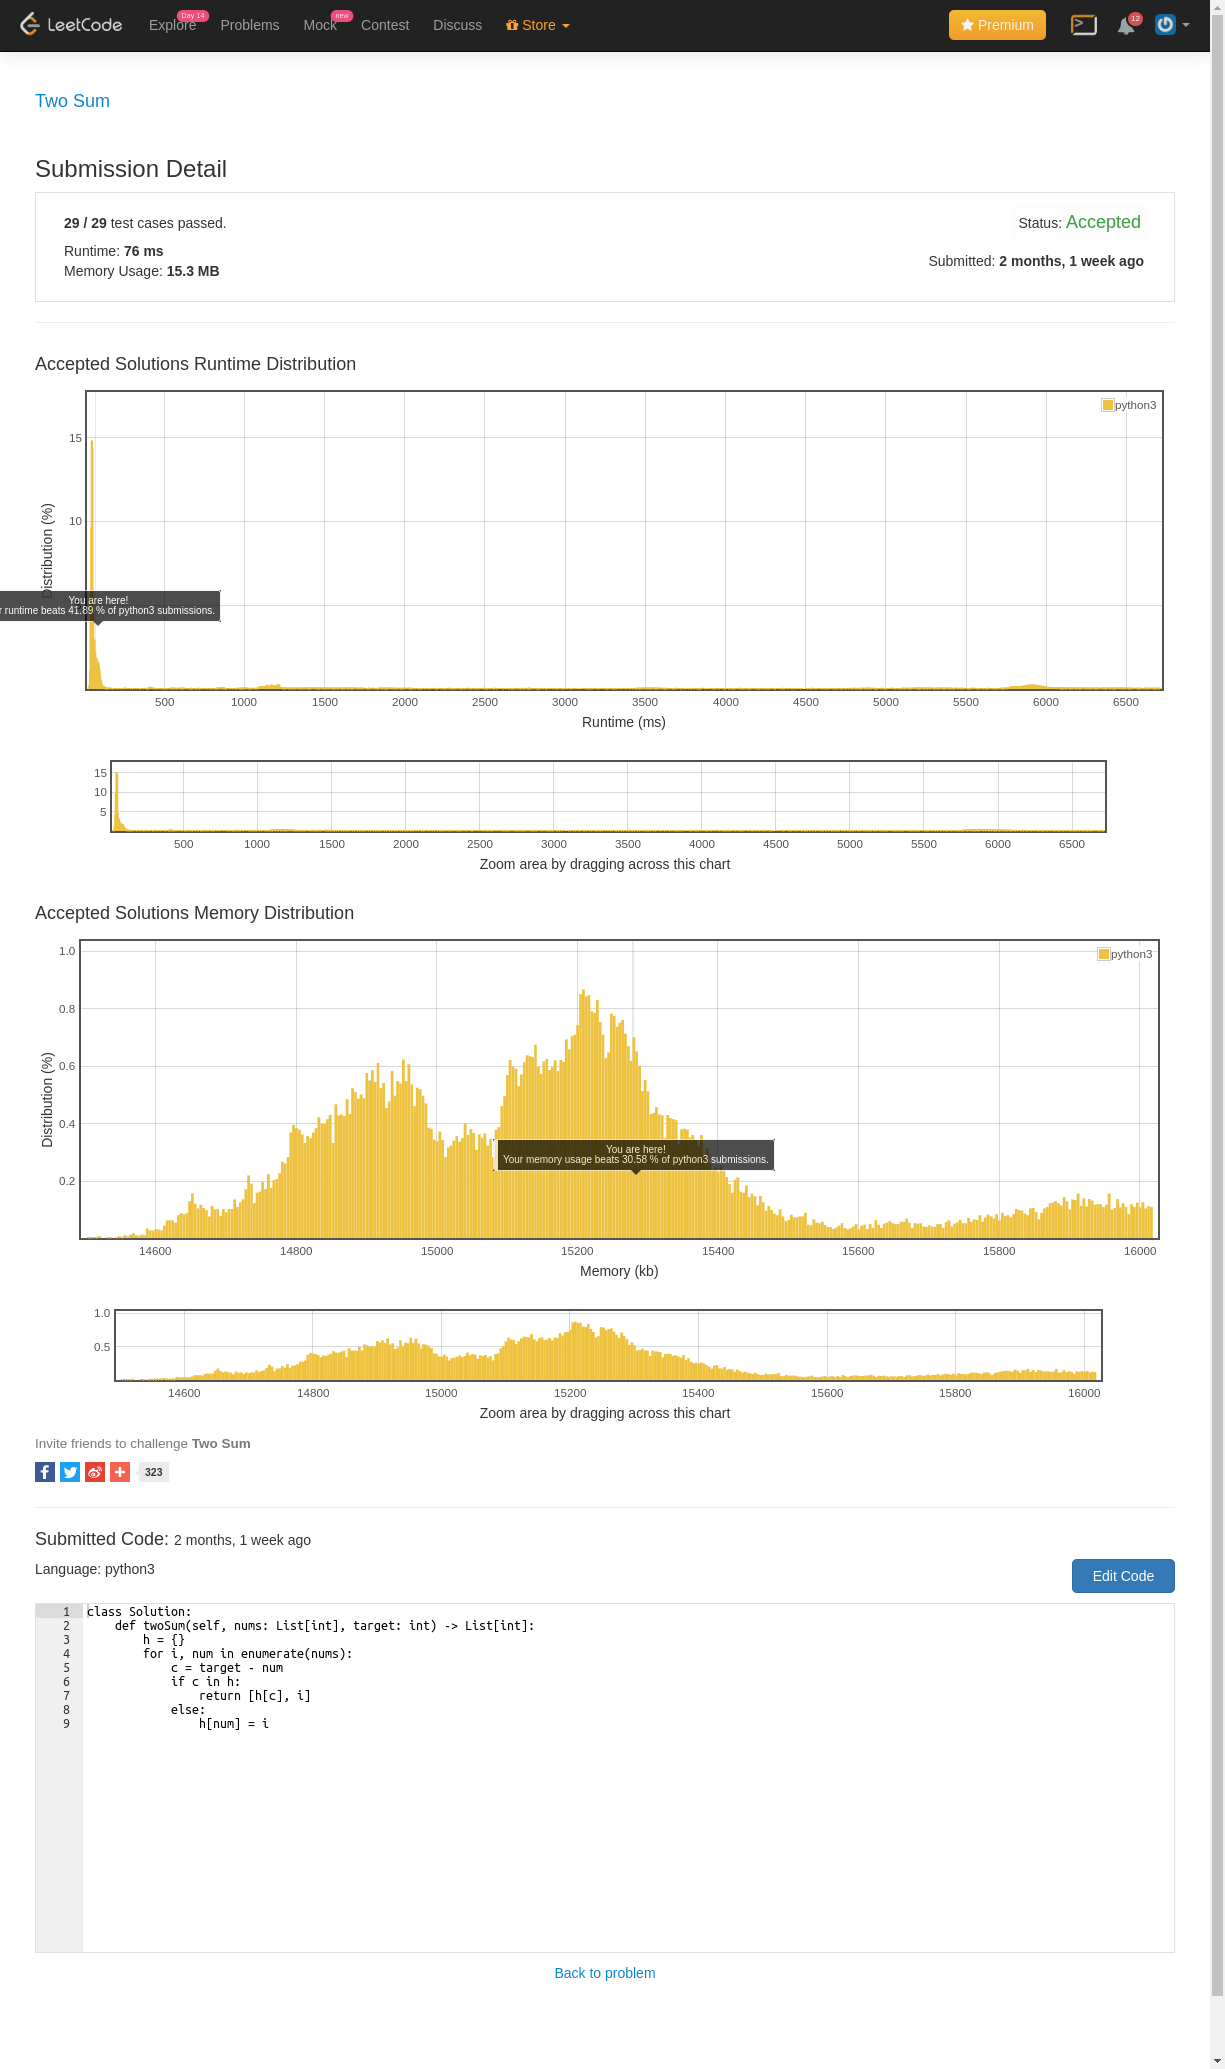 LeetCode Explore Day 14 Problems Mock new Contest Discuss Store Premium 12
Two Sum
Submission Detail
29 / 29 test cases passed.
Status: Accepted
Runtime: 76 ms
Submitted: 2 months, 1 week ago
Memory Usage: 15.3 MB
Accepted Solutions Runtime Distribution
python3
15
10
Distribution (%)
You are here!
r runtime beats 41.89 % of python3 submissions.
500 1000 1500 2000 2500 3000 3500 4000 4500 5000 5500 6000 6500
Runtime (ms)
15
10
5
500 1000 1500 2000 2500 3000 3500 4000 4500 5000 5500 6000 6500
Zoom area by dragging across this chart
Accepted Solutions Memory Distribution
python3
1.0
0.8
0.6
0.4
0.2
Distribution (%)
You are here!
Your memory usage beats 30.58 % of python3 submissions.
14600 14800 15000 15200 15400 15600 15800 16000
Memory (kb)
1.0
0.5
14600 14800 15000 15200 15400 15600 15800 16000
Zoom area by dragging across this chart
Invite friends to challenge Two Sum
323
Submitted Code: 2 months, 1 week ago
Language: python3
Edit Code
1 class Solution:
2     def twoSum(self, nums: List[int], target: int) -> List[int]:
3         h = {}
4         for i, num in enumerate(nums):
5             c = target - num
6             if c in h:
7                 return [h[c], i]
8             else:
9                 h[num] = i
Back to problem